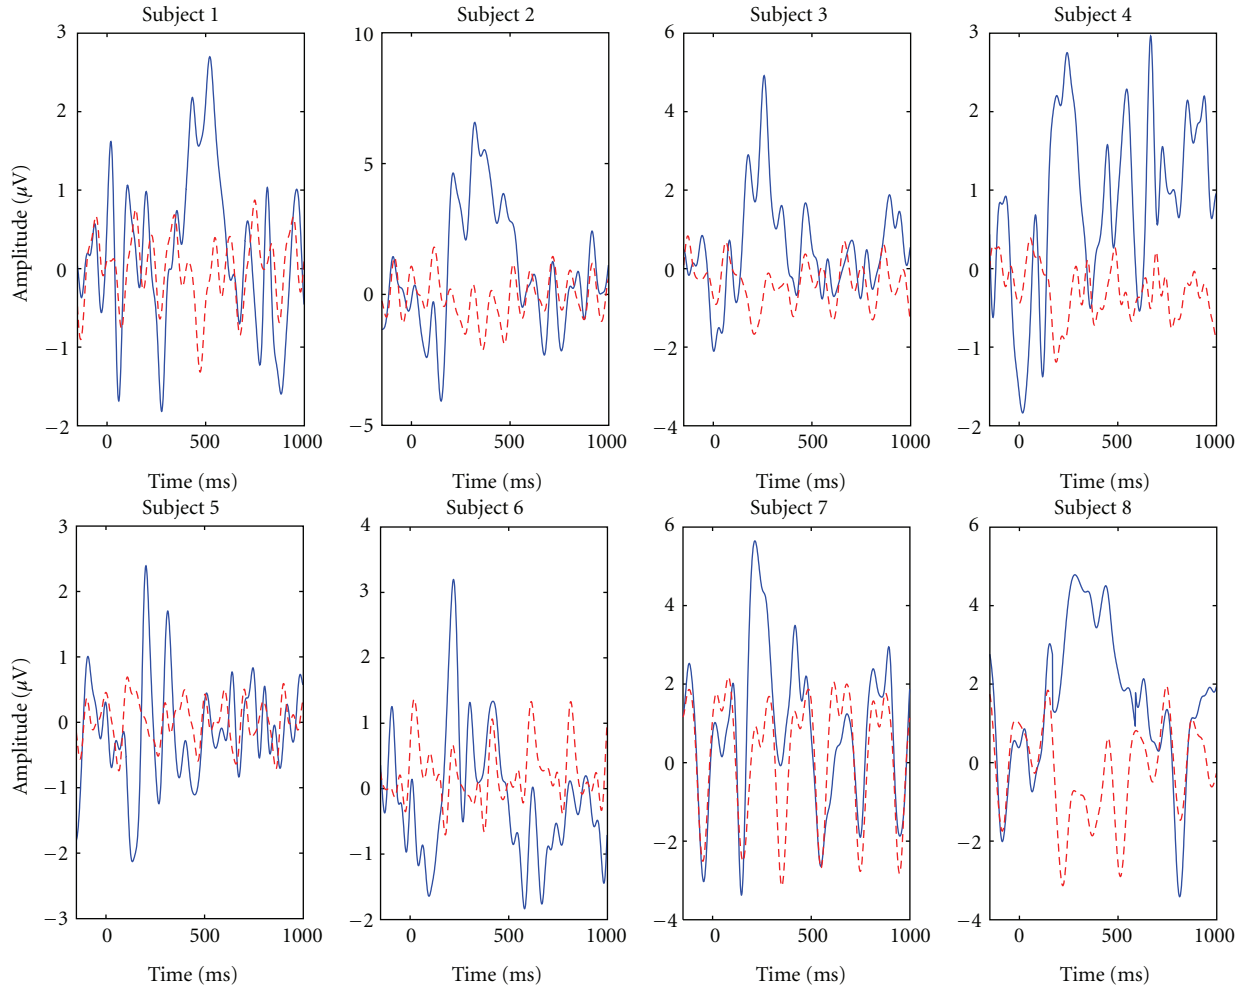 Subject 1
Subject 2
Subject 3
Subject 4
3
2
1
0
−1
−2
10
5
0
−5
6
4
2
0
−2
−4
3
2
1
0
−1
−2
Amplitude (μV)
0 500 1000
0 500 1000
0 500 1000
0 500 1000
Time (ms)
Time (ms)
Time (ms)
Time (ms)
Subject 5
Subject 6
Subject 7
Subject 8
3
2
1
0
−1
−2
−3
4
3
2
1
0
−1
−2
6
4
2
0
−2
−4
6
4
2
0
−2
−4
Amplitude (μV)
0 500 1000
0 500 1000
0 500 1000
0 500 1000
Time (ms)
Time (ms)
Time (ms)
Time (ms)